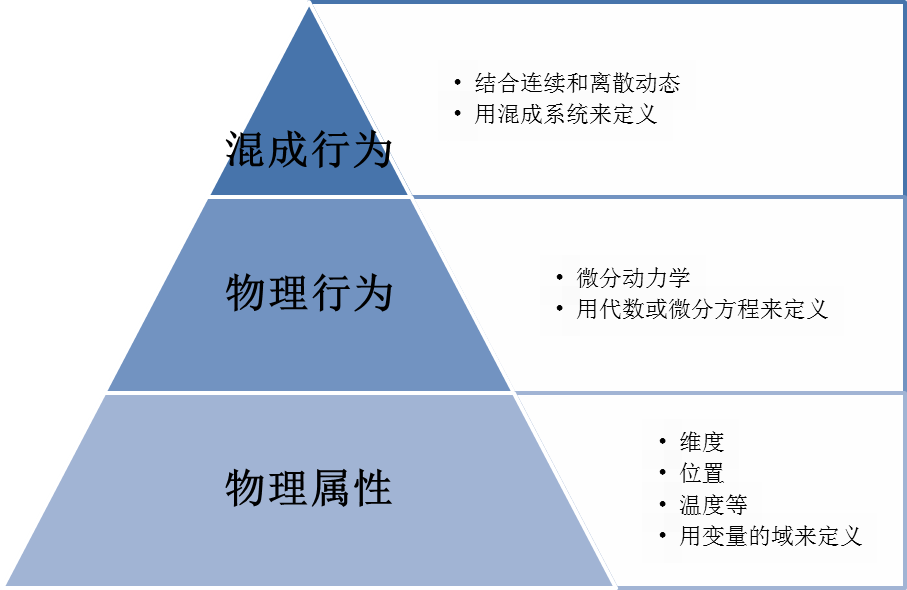 混成行为
• 结合连续和离散动态
• 用混成系统来定义
物理行为
• 微分动力学
• 用代数或微分方程来定义
物理属性
• 维度
• 位置
• 温度等
• 用变量的域来定义